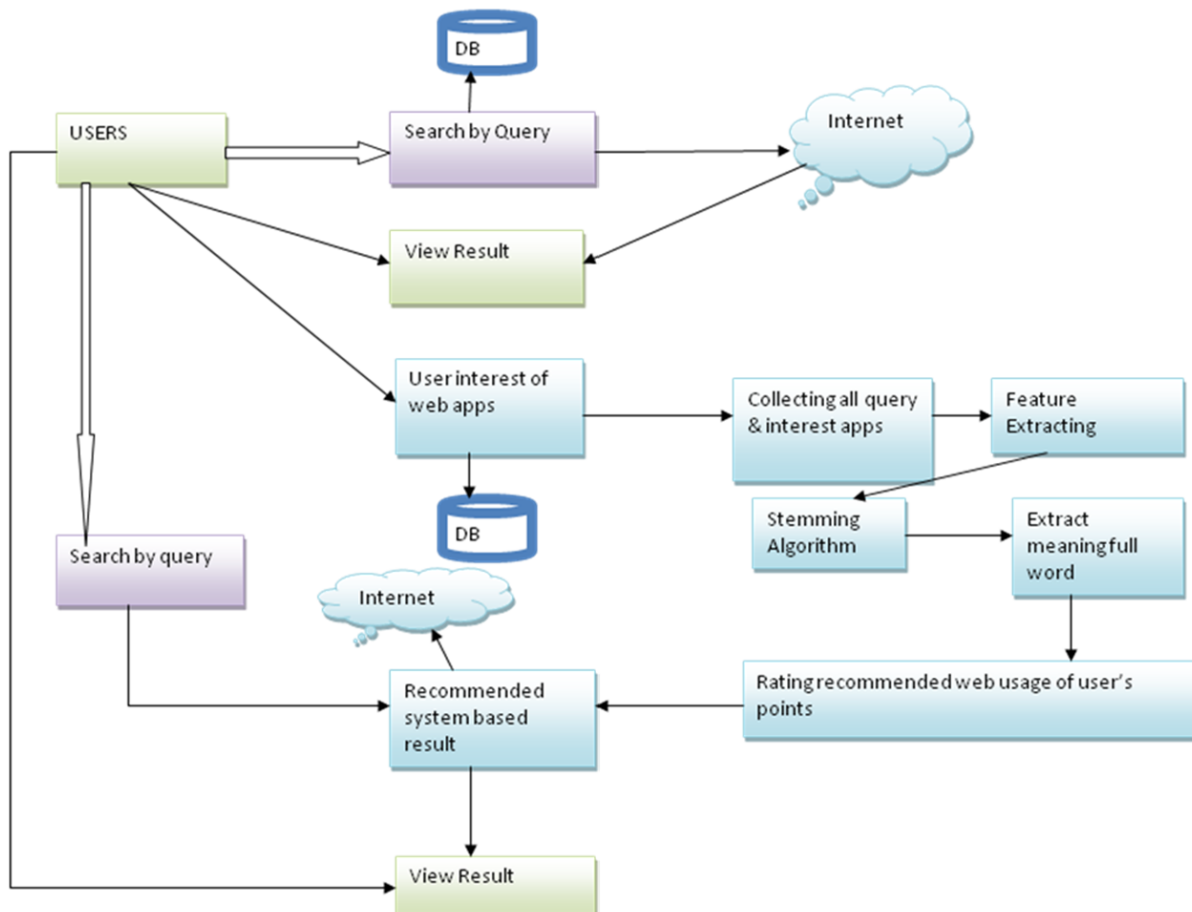 DB
USERS
Search by Query
Internet
View Result
User interest of
web apps
Collecting all query
& interest apps
Feature
Extracting
DB
Stemming
Algorithm
Extract
meaningfull
word
Search by query
Internet
Recommended
system based
result
Rating recommended web usage of user's
points
View Result